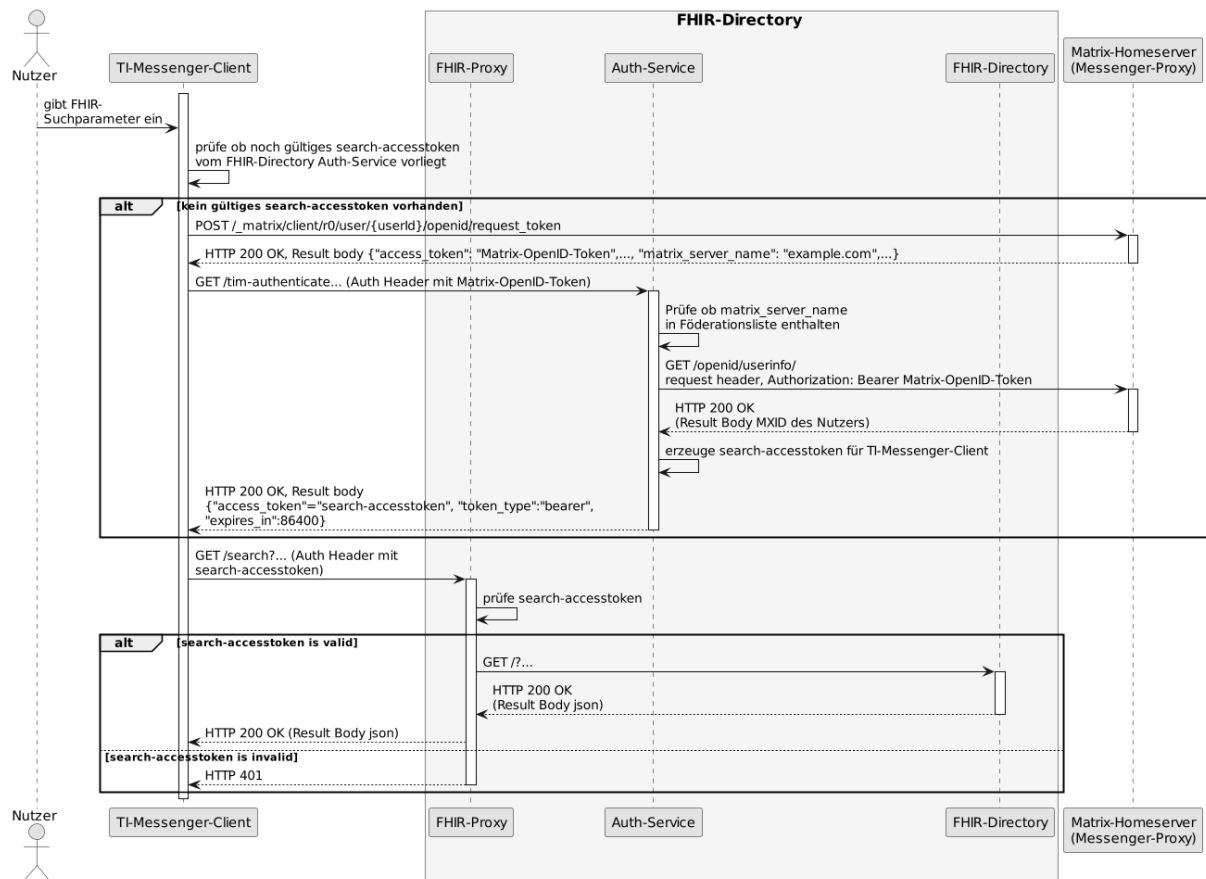 FHIR-Directory
Nutzer
TI-Messenger-Client
FHIR-Proxy
Auth-Service
FHIR-Directory
Matrix-Homeserver
(Messenger-Proxy)
gibt FHIR-
Suchparameter ein
prüfe ob noch gültiges search-accesstoken
vom FHIR-Directory Auth-Service vorliegt
alt
[kein gültiges search-accesstoken vorhanden]
POST /_matrix/client/r0/user/{userId}/openid/request_token
HTTP 200 OK, Result body {"access_token": "Matrix-OpenID-Token",..., "matrix_server_name": "example.com",...}
GET /tim-authenticate... (Auth Header mit Matrix-OpenID-Token)
Prüfe ob matrix_server_name
in Föderationsliste enthalten
GET /openid/userinfo/
request header, Authorization: Bearer Matrix-OpenID-Token
HTTP 200 OK
(Result Body MXID des Nutzers)
erzeuge search-accesstoken für TI-Messenger-Client
HTTP 200 OK, Result body
{"access_token"="search-accesstoken", "token_type":"bearer",
"expires_in":86400}
GET /search?... (Auth Header mit
search-accesstoken)
prüfe search-accesstoken
alt
[search-accesstoken is valid]
GET /?...
HTTP 200 OK
(Result Body json)
HTTP 200 OK (Result Body json)
[search-accesstoken is invalid]
HTTP 401
Nutzer
TI-Messenger-Client
FHIR-Proxy
Auth-Service
FHIR-Directory
Matrix-Homeserver
(Messenger-Proxy)